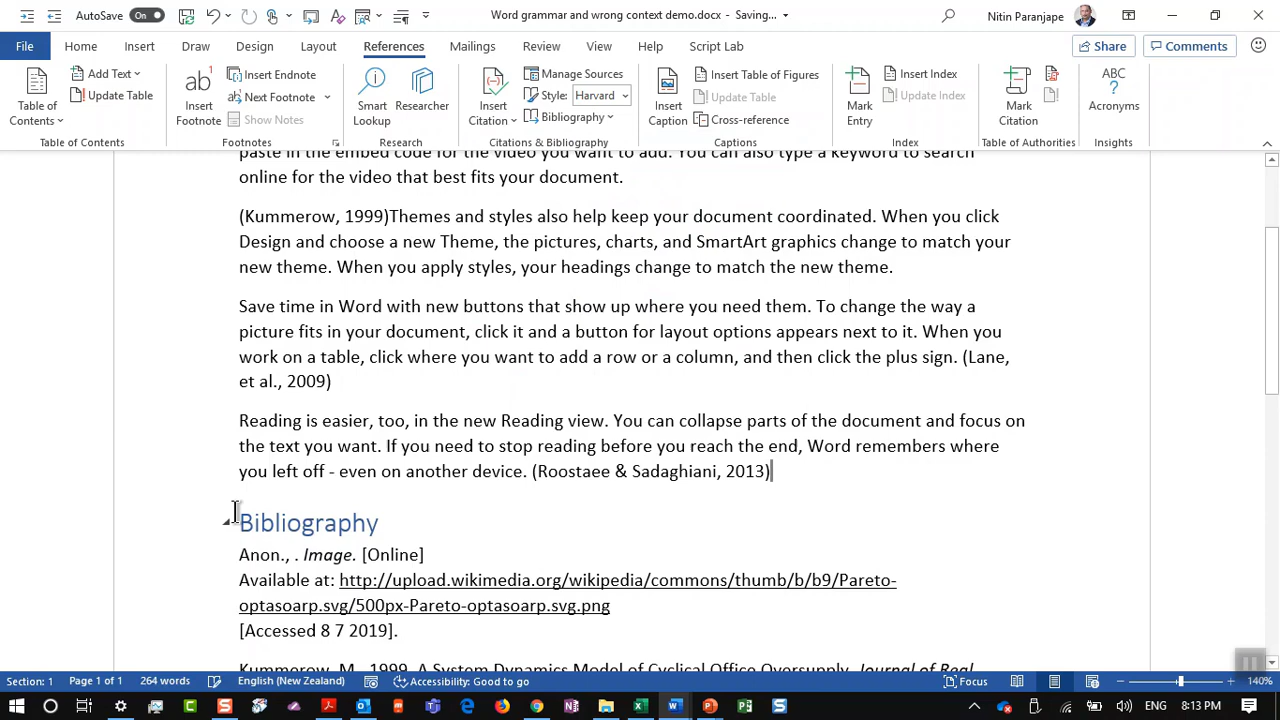 AutoSave On Word grammar and wrong context demo.docx - Saving... Nitin Paranjape
File Home Insert Draw Design Layout References Mailings Review View Help Script Lab Share Comments
Table of Contents
Add Text
Update Table
Table of Contents
ab1
Insert Footnote
Insert Endnote
Next Footnote
Show Notes
Footnotes
Smart Lookup
Researcher
Research
Insert Citation
Manage Sources
Style: Harvard
Bibliography
Citations & Bibliography
Insert Caption
Insert Table of Figures
Update Table
Cross-reference
Captions
Mark Entry
Insert Index
Update Index
Index
Mark Citation
Table of Authorities
ABC
Acronyms
Insights
paste in the embed code for the video you want to add. You can also type a keyword to search
online for the video that best fits your document.
(Kummerow, 1999)Themes and styles also help keep your document coordinated. When you click
Design and choose a new Theme, the pictures, charts, and SmartArt graphics change to match your
new theme. When you apply styles, your headings change to match the new theme.
Save time in Word with new buttons that show up where you need them. To change the way a
picture fits in your document, click it and a button for layout options appears next to it. When you
work on a table, click where you want to add a row or a column, and then click the plus sign. (Lane,
et al., 2009)
Reading is easier, too, in the new Reading view. You can collapse parts of the document and focus on
the text you want. If you need to stop reading before you reach the end, Word remembers where
you left off - even on another device. (Roostaee & Sadaghiani, 2013)
Bibliography
Anon., . Image. [Online]
Available at: http://upload.wikimedia.org/wikipedia/commons/thumb/b/b9/Pareto-
optasoarp.svg/500px-Pareto-optasoarp.svg.png
[Accessed 8 7 2019].
Kummerow, M., 1999. A System Dynamics Model of Cyclical Office Oversupply. Journal of Real
Section: 1 Page 1 of 1 264 words English (New Zealand) Accessibility: Good to go Focus 140%
ENG 8:13 PM